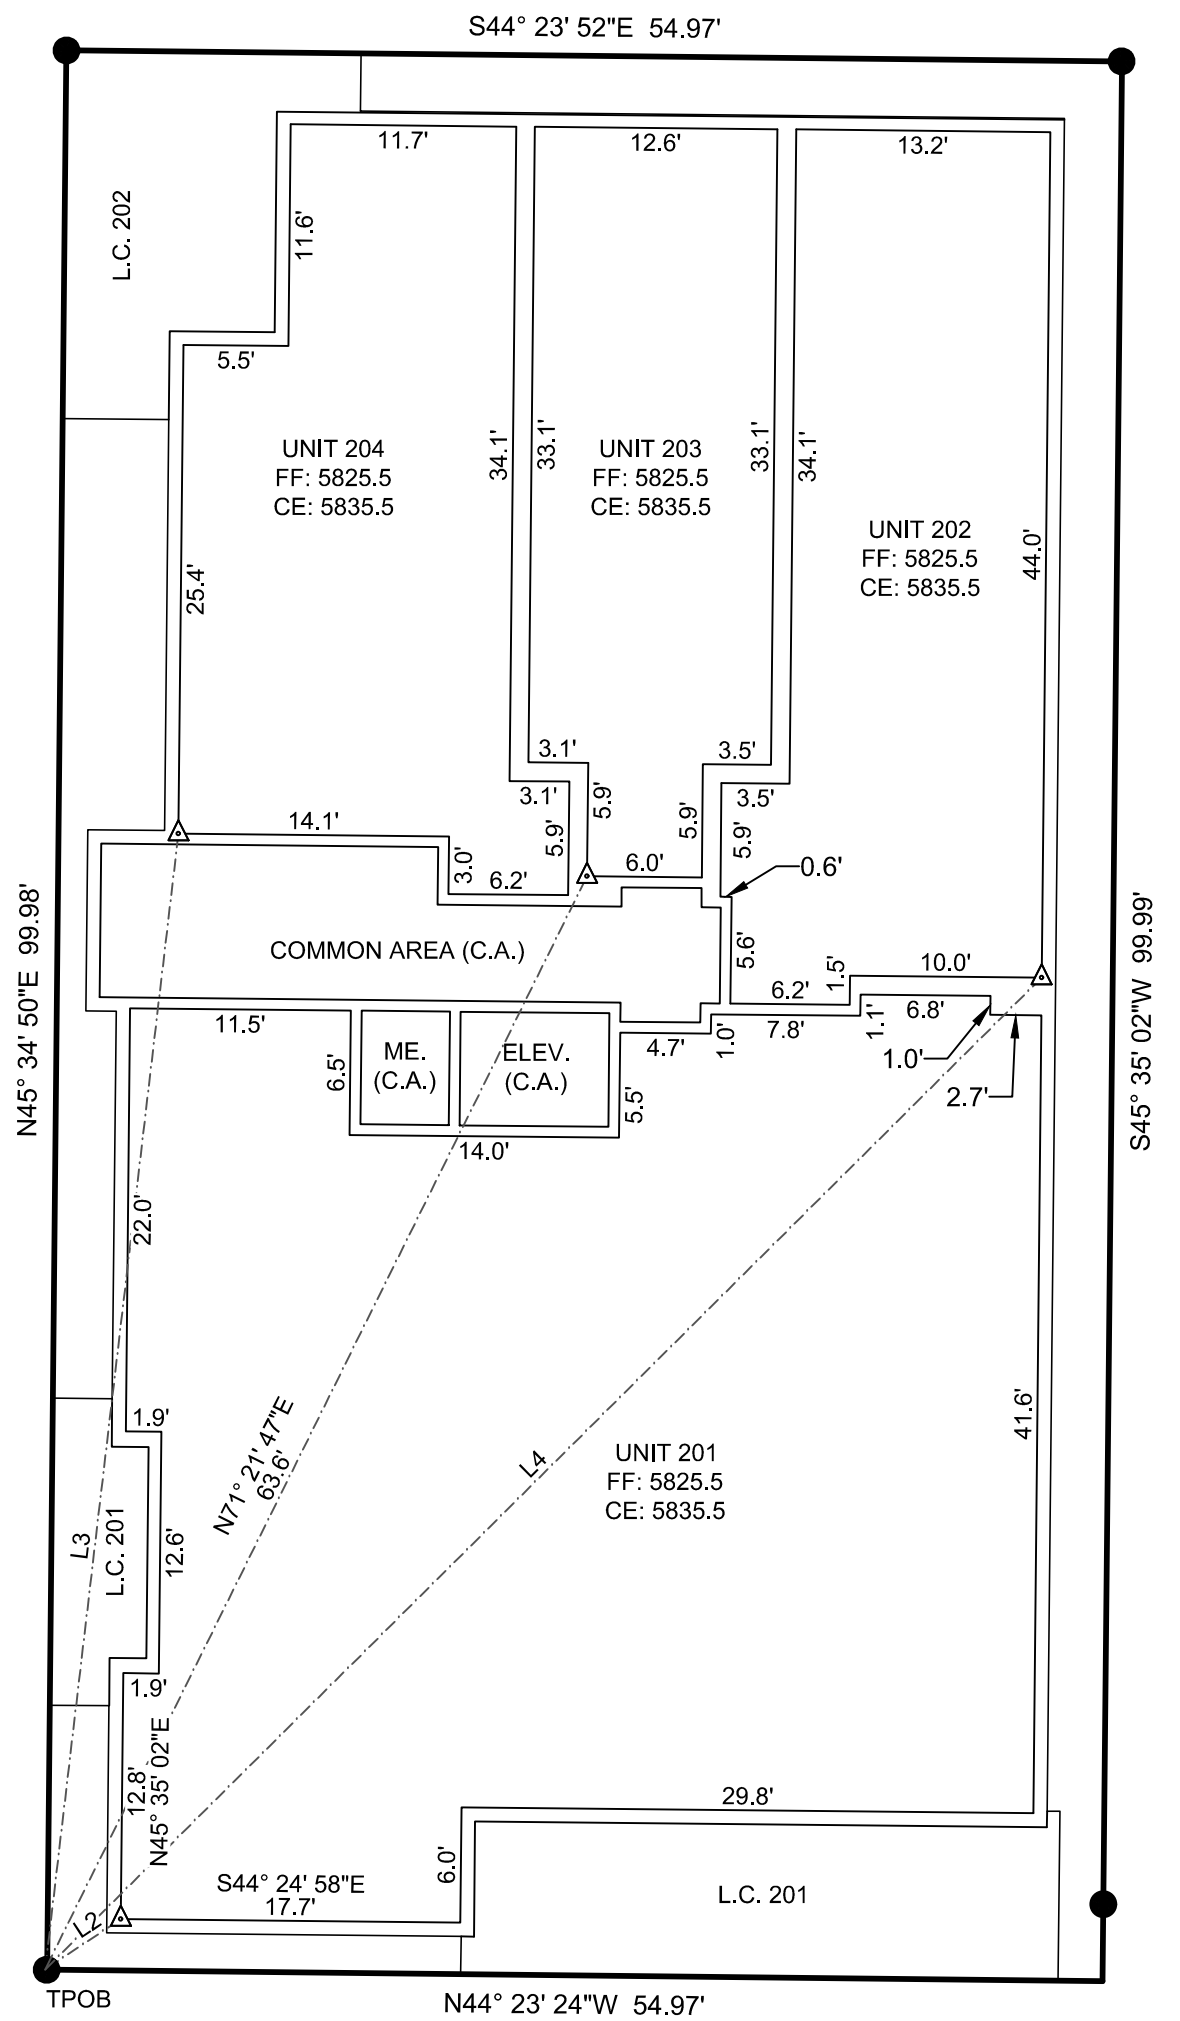 S44° 23' 52"E 54.97'
11.7'
12.6'
13.2'
L.C. 202
11.6'
5.5'
UNIT 204
FF: 5825.5
CE: 5835.5
34.1'
33.1'
UNIT 203
FF: 5825.5
CE: 5835.5
33.1'
34.1'
UNIT 202
FF: 5825.5
CE: 5835.5
44.0'
25.4'
3.1'
3.5'
3.1'
3.5'
5.9'
5.9'
5.9'
5.9'
14.1'
3.0'
6.2'
6.0'
0.6'
N45° 34' 50"E 99.98'
COMMON AREA (C.A.)
5.6'
1.5'
10.0'
6.2'
S45° 35' 02"W 99.99'
11.5'
6.5'
ME.
(C.A.)
ELEV.
(C.A.)
4.7'
1.0'
7.8'
1.1'
6.8'
1.0'
2.7'
5.5'
14.0'
22.0'
1.9'
N71° 21' 47"E
63.6'
L4
41.6'
UNIT 201
FF: 5825.5
CE: 5835.5
L3
L.C. 201
12.6'
1.9'
12.8'
N45° 35' 02"E
29.8'
6.0'
S44° 24' 58"E
17.7'
L2
L.C. 201
TPOB
N44° 23' 24"W 54.97'